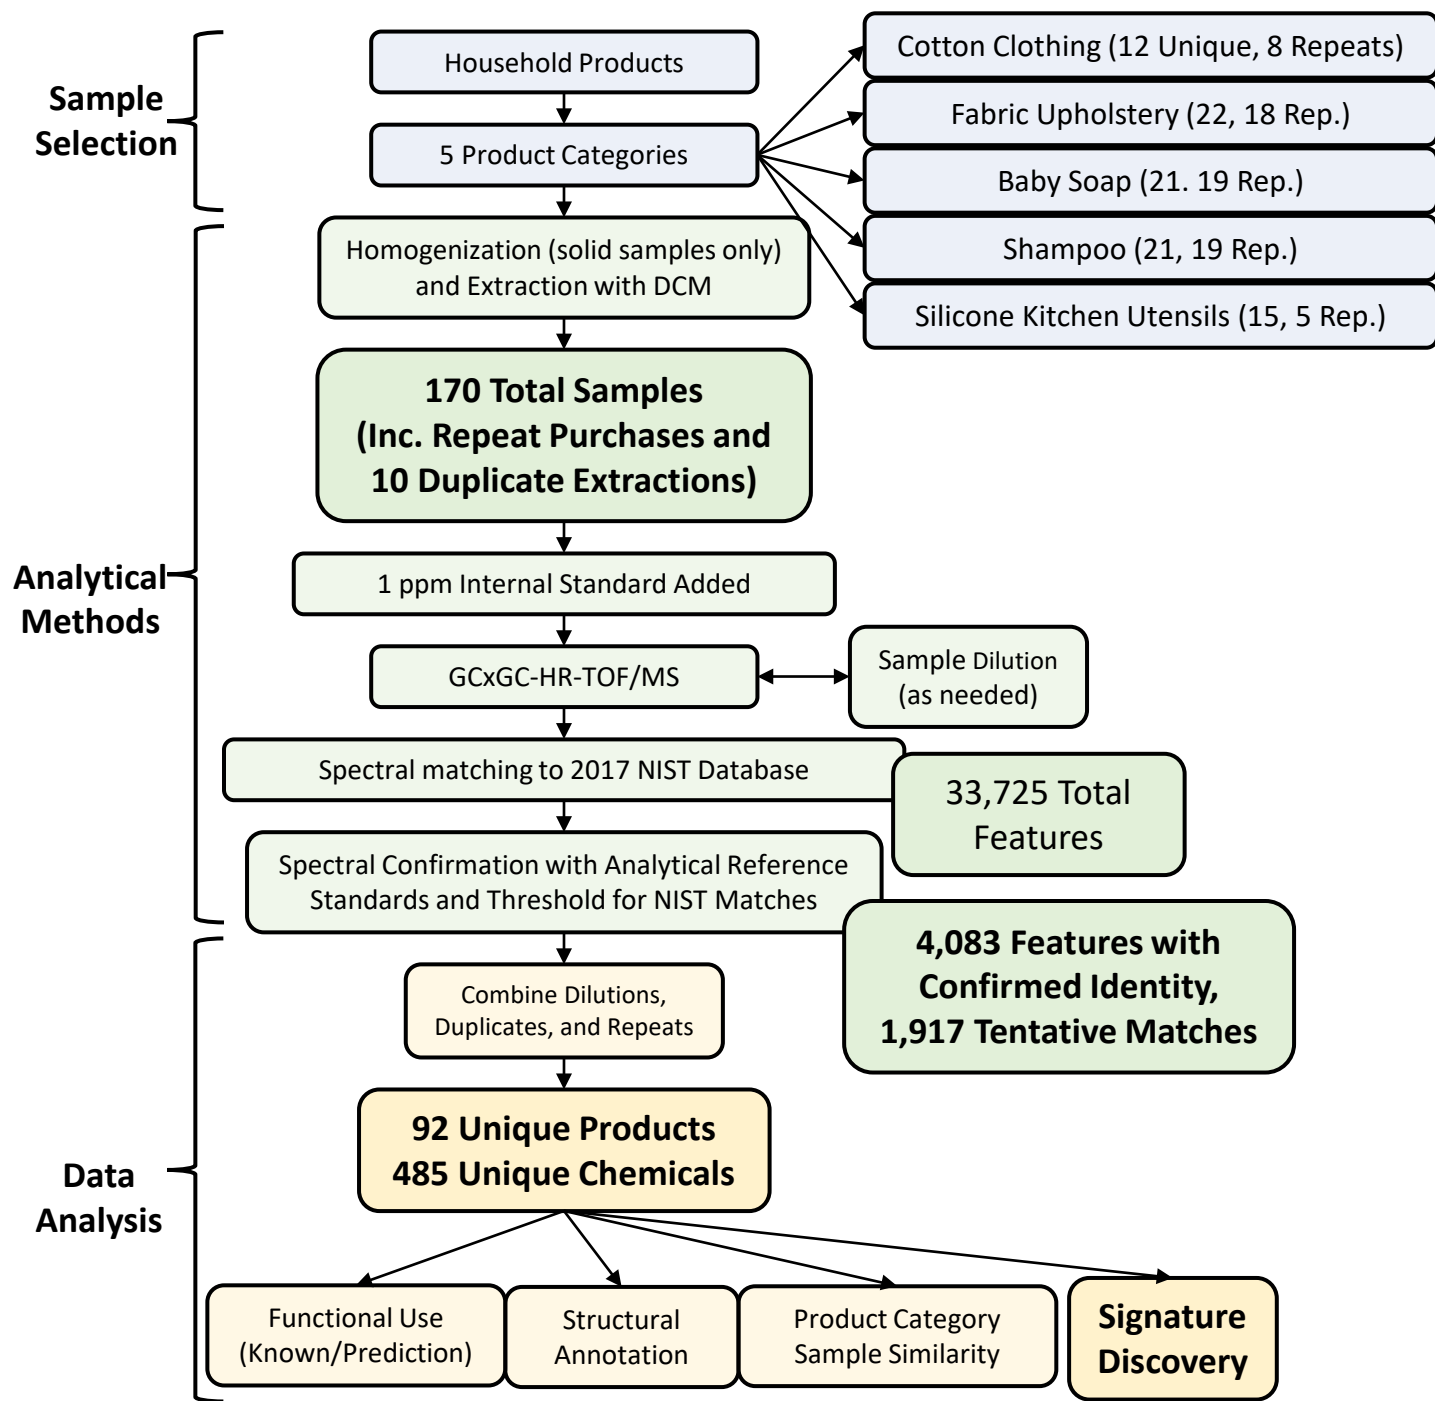 Sample
Selection
Household Products
5 Product Categories
Cotton Clothing (12 Unique, 8 Repeats)
Fabric Upholstery (22, 18 Rep.)
Baby Soap (21. 19 Rep.)
Shampoo (21, 19 Rep.)
Silicone Kitchen Utensils (15, 5 Rep.)
Analytical
Methods
Homogenization (solid samples only)
and Extraction with DCM
170 Total Samples
(Inc. Repeat Purchases and
10 Duplicate Extractions)
1 ppm Internal Standard Added
GCxGC-HR-TOF/MS
Sample Dilution
(as needed)
Spectral matching to 2017 NIST Database
33,725 Total
Features
Spectral Confirmation with Analytical Reference
Standards and Threshold for NIST Matches
4,083 Features with
Confirmed Identity,
1,917 Tentative Matches
Data
Analysis
Combine Dilutions,
Duplicates, and Repeats
92 Unique Products
485 Unique Chemicals
Functional Use
(Known/Prediction)
Structural
Annotation
Product Category
Sample Similarity
Signature
Discovery